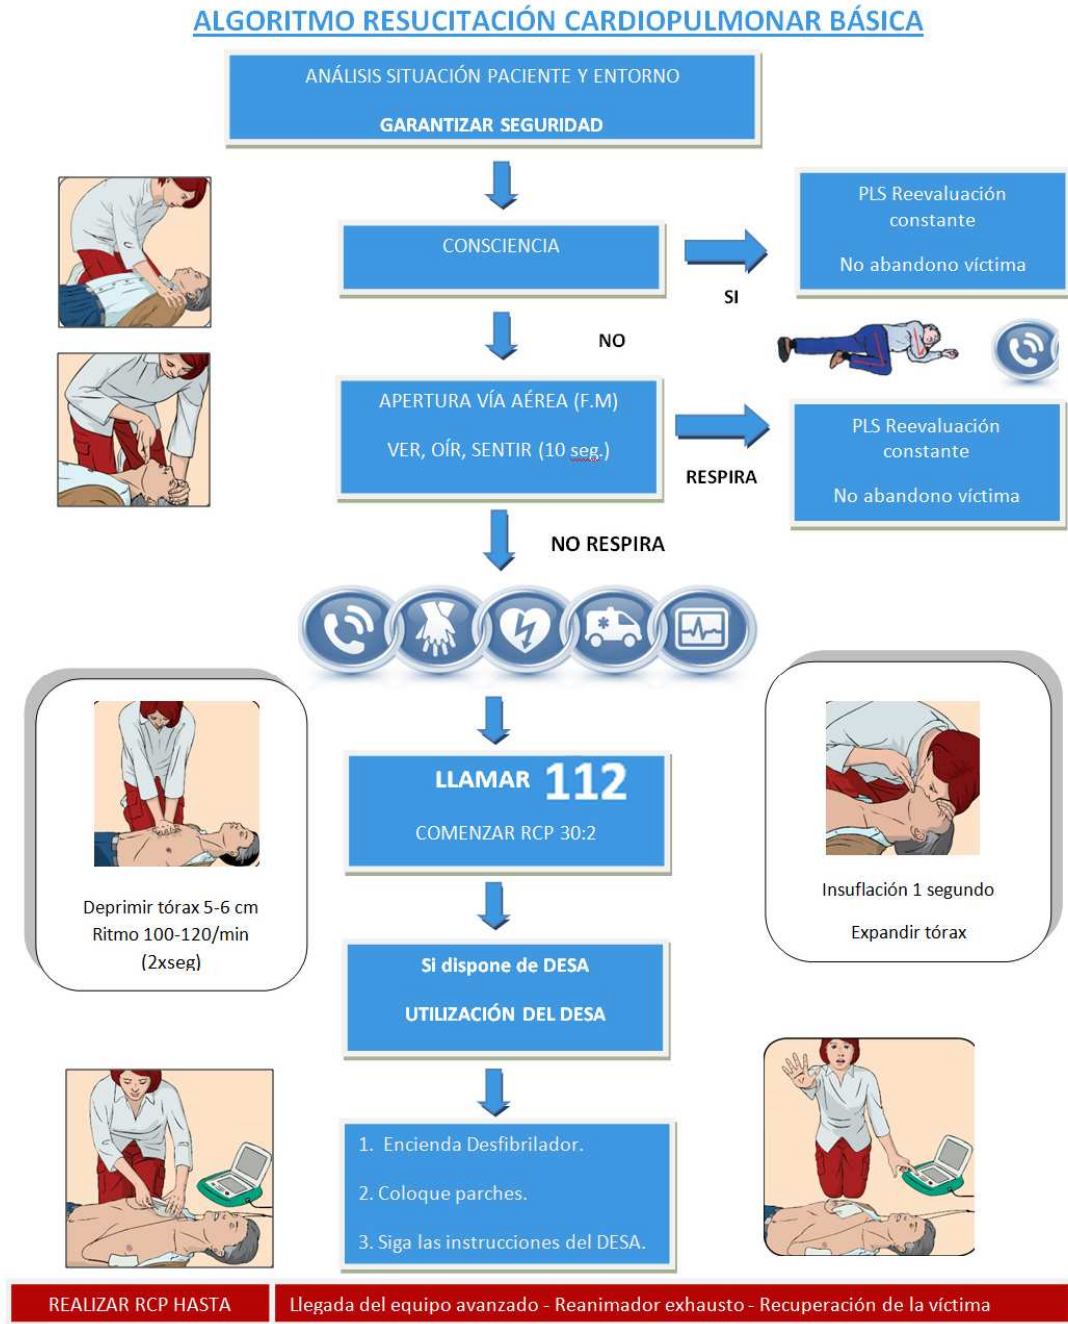 ALGORITMO RESUCITACIÓN CARDIOPULMONAR BÁSICA
ANÁLISIS SITUACIÓN PACIENTE Y ENTORNO
GARANTIZAR SEGURIDAD
CONSCIENCIA
SI
PLS Reevaluación
constante
No abandono víctima
NO
APERTURA VÍA AÉREA (F.M)
VER, OÍR, SENTIR (10 seg.)
RESPIRA
PLS Reevaluación
constante
No abandono víctima
NO RESPIRA
LLAMAR 112
COMENZAR RCP 30:2
Deprimir tórax 5-6 cm
Ritmo 100-120/min
(2xseg)
Insuflación 1 segundo
Expandir tórax
Si dispone de DESA
UTILIZACIÓN DEL DESA
1. Encienda Desfibrilador.
2. Coloque parches.
3. Siga las instrucciones del DESA.
REALIZAR RCP HASTA
Llegada del equipo avanzado - Reanimador exhausto - Recuperación de la víctima